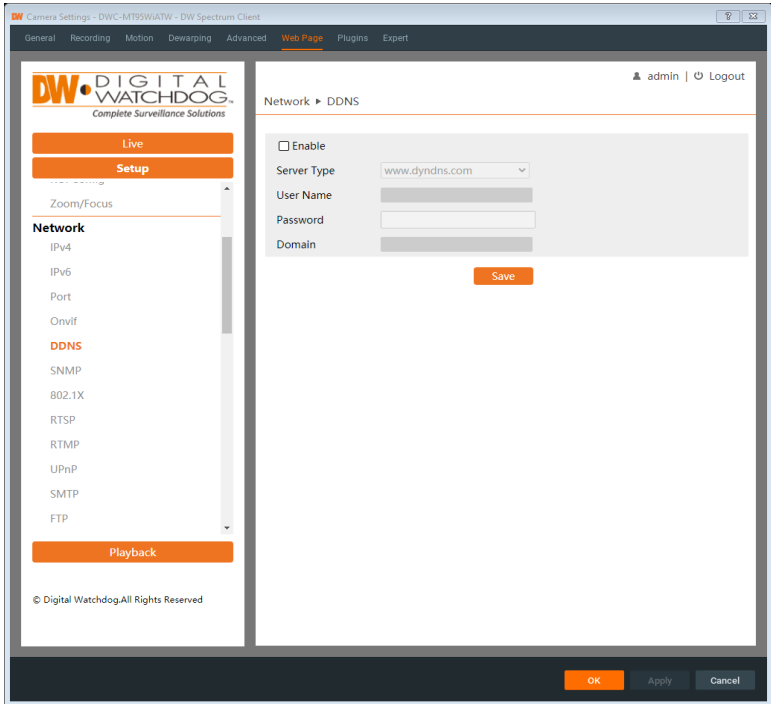 DW Camera Settings - DWC-MT95WiATW - DW Spectrum Client
General Recording Motion Dewarping Advanced Web Page Plugins Expert
DW DIGITAL WATCHDOG™
Complete Surveillance Solutions
Live
Setup
Zoom/Focus
Network
IPv4
IPv6
Port
Onvif
DDNS
SNMP
802.1X
RTSP
RTMP
UPnP
SMTP
FTP
Playback
© Digital Watchdog.All Rights Reserved
admin | Logout
Network ▸ DDNS
Enable
Server Type www.dyndns.com
User Name
Password
Domain
Save
OK Apply Cancel